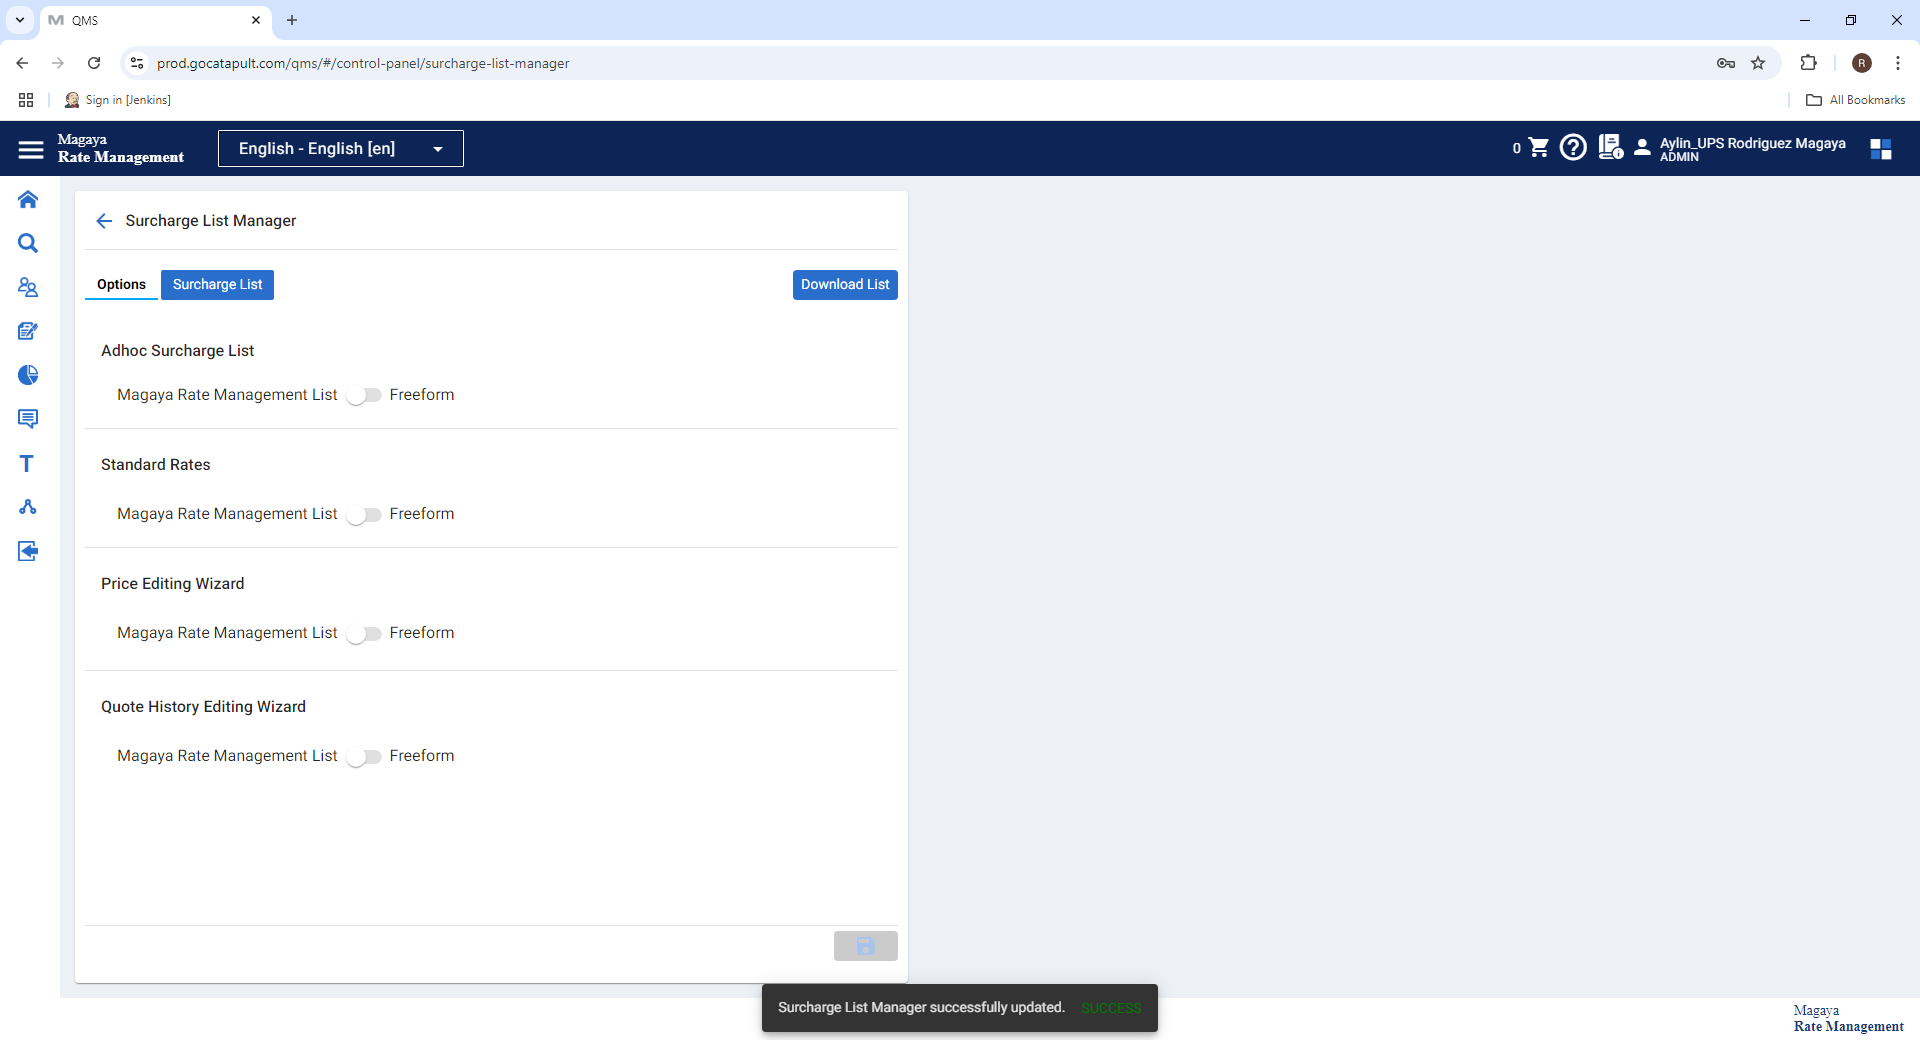 QMS
prod.gocatapult.com/qms/#/control-panel/surcharge-list-manager
R
Sign in [Jenkins]
All Bookmarks
Magaya
Rate Management
English - English [en]
0
Aylin_UPS Rodriguez Magaya
ADMIN
Surcharge List Manager
Options
Surcharge List
Download List
Adhoc Surcharge List
Magaya Rate Management List
Freeform
Standard Rates
Magaya Rate Management List
Freeform
Price Editing Wizard
Magaya Rate Management List
Freeform
Quote History Editing Wizard
Magaya Rate Management List
Freeform
Surcharge List Manager successfully updated. SUCCESS
Magaya
Rate Management